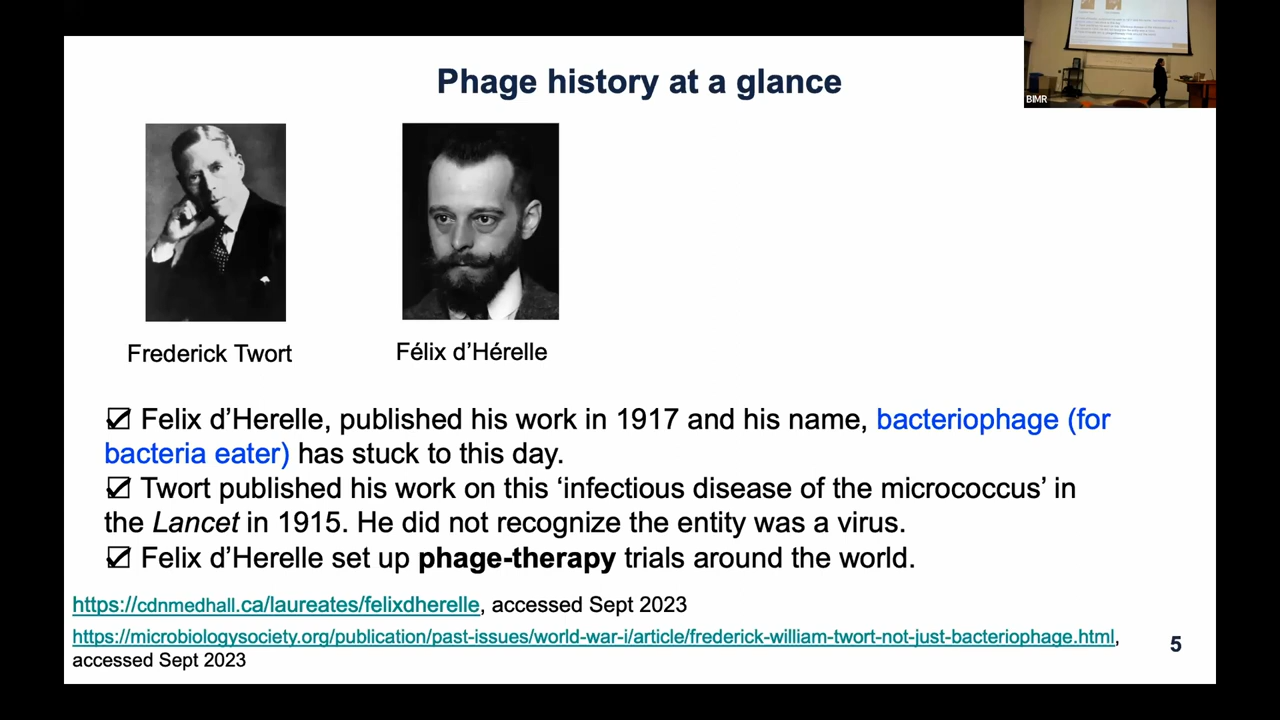 Phage history at a glance
BIMR
Frederick Twort
Félix d'Hérelle
☑ Felix d'Herelle, published his work in 1917 and his name, bacteriophage (for
bacteria eater) has stuck to this day.
☑ Twort published his work on this 'infectious disease of the micrococcus' in
the Lancet in 1915. He did not recognize the entity was a virus.
☑ Felix d'Herelle set up phage-therapy trials around the world.
https://cdnmedhall.ca/laureates/felixdherelle, accessed Sept 2023
https://microbiologysociety.org/publication/past-issues/world-war-i/article/frederick-william-twort-not-just-bacteriophage.html,
accessed Sept 2023
5